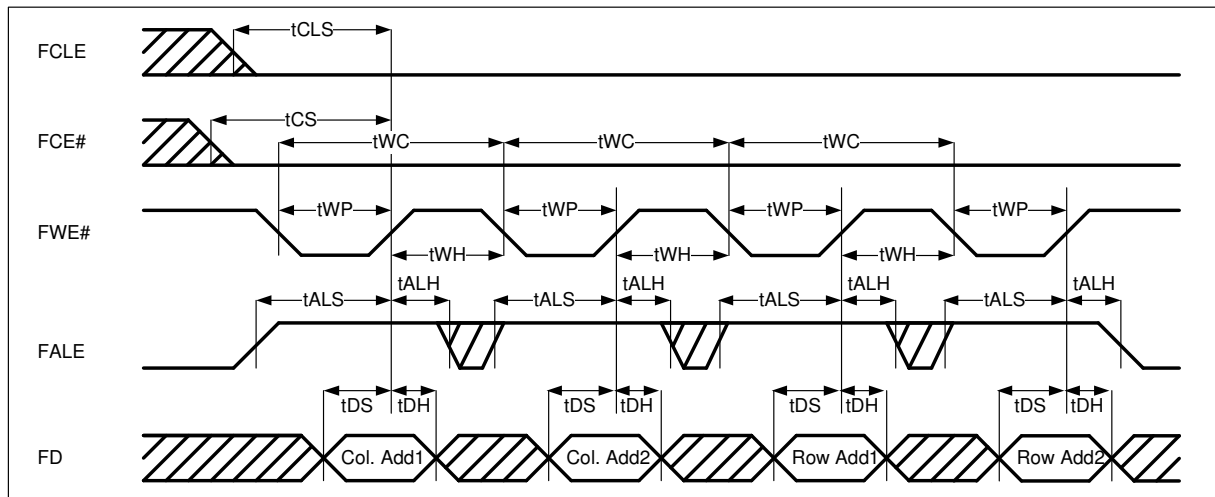 FCLE
tCLS
FCE#
tCS
tWC
tWC
tWC
FWE#
tWP
tWP
tWP
tWP
tWH
tWH
tWH
FALE
tALS
tALH
tALS
tALH
tALS
tALH
tALS
tALH
tDS
tDH
tDS
tDH
tDS
tDH
tDS
tDH
FD
Col. Add1
Col. Add2
Row Add1
Row Add2